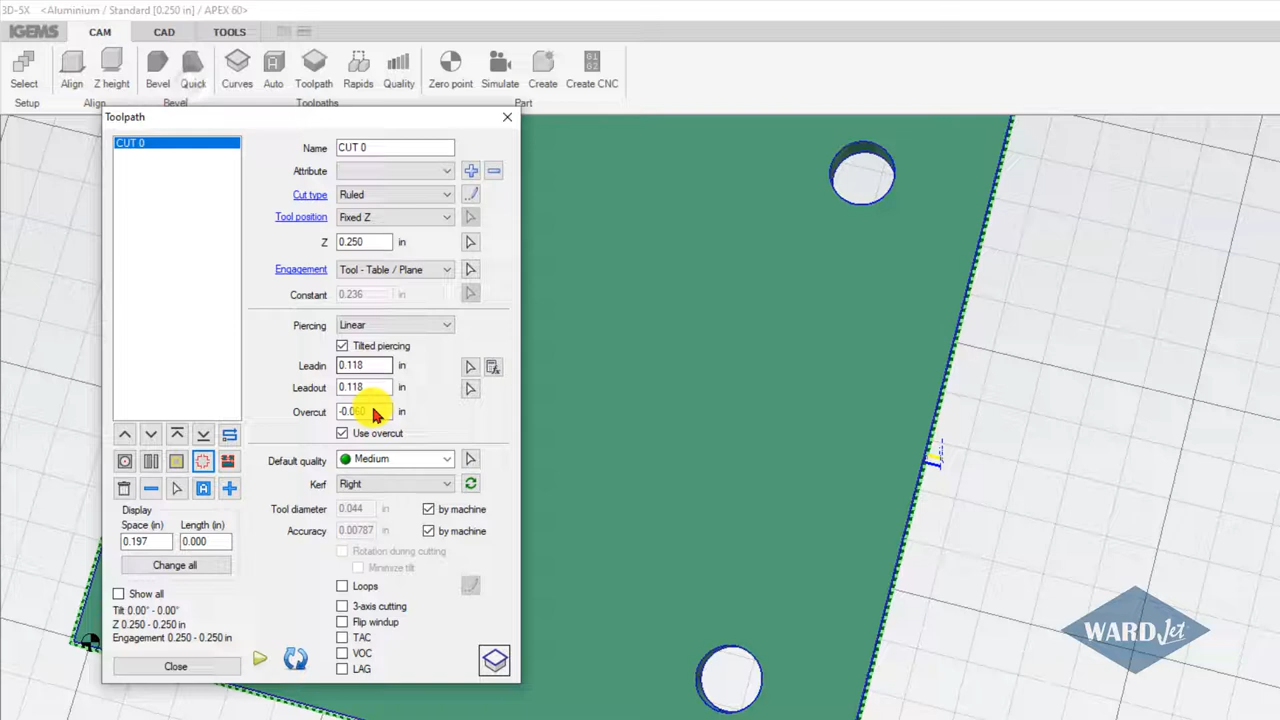 3D-5X <Aluminium / Standard [0.250 in] / APEX 60>
IGEMS CAM CAD TOOLS
Select Align Z height Bevel Quick Curves Auto Toolpath Rapids Quality Zero point Simulate Create Create CNC
Setup Align Bevel Toolpaths Part
Toolpath
CUT 0
Name CUT 0
Attribute
Cut type Ruled
Tool position Fixed Z
Z 0.250 in
Engagement Tool - Table / Plane
Constant 0.236 in
Piercing Linear
Tilted piercing
Leadin 0.118 in
Leadout 0.118 in
Overcut in
Use overcut
Default quality Medium
Kerf Right
Tool diameter 0.044 in by machine
Accuracy 0.00787 in by machine
Rotation during cutting
Minimize tilt
Loops
3-axis cutting
Flip windup
TAC
VOC
LAG
Display
Space (in) Length (in)
0.197 0.000
Change all
Show all
Tilt 0.00° - 0.00°
Z 0.250 - 0.250 in
Engagement 0.250 - 0.250 in
Close
G1
G2
WARDJet